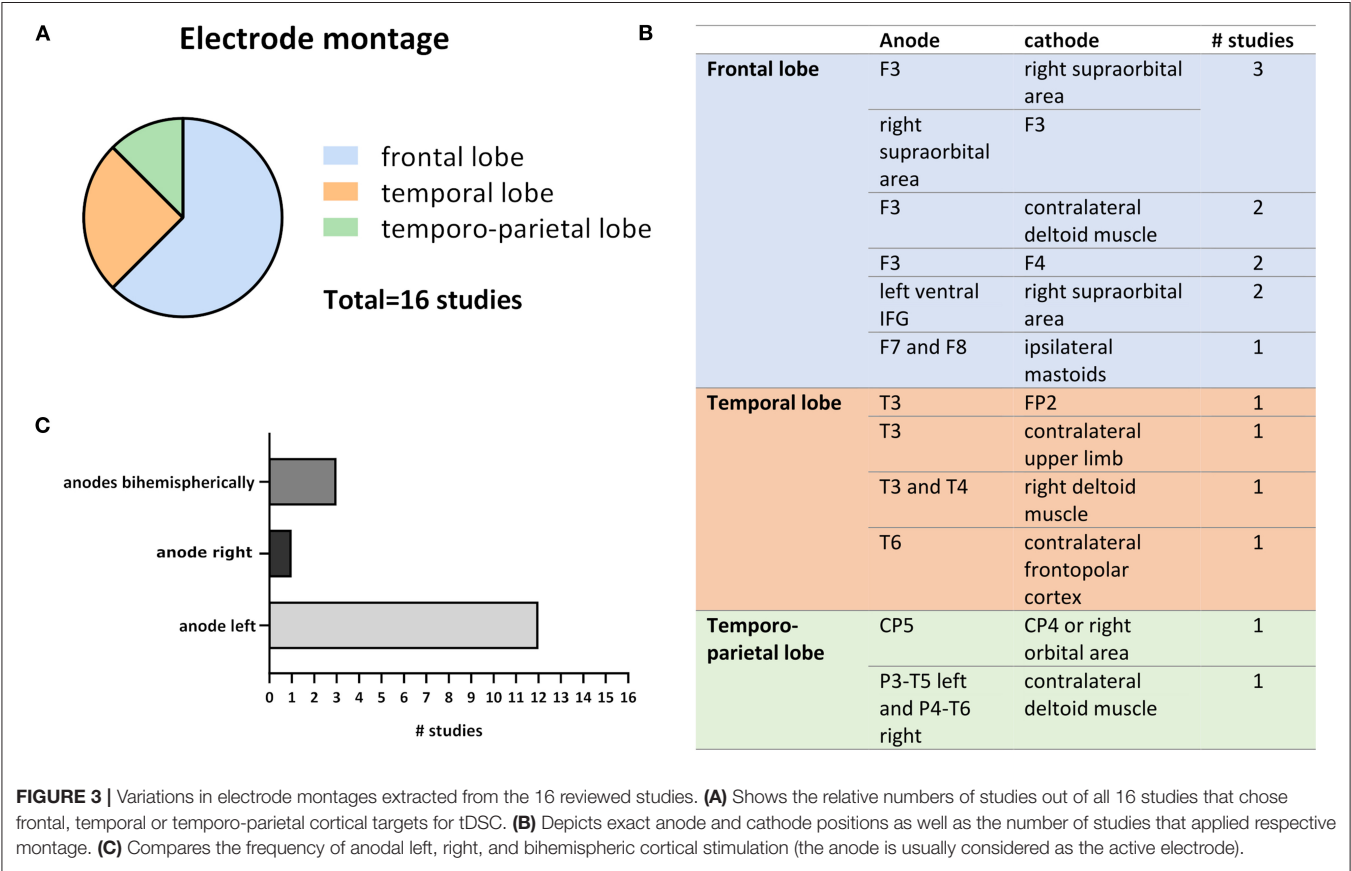 A
Electrode montage
frontal lobe
temporal lobe
temporo-parietal lobe
Total=16 studies
B
Anode cathode # studies
Frontal lobe F3 right supraorbital 3
area
right F3
supraorbital
area
F3 contralateral 2
deltoid muscle
F3 F4 2
left ventral right supraorbital 2
IFG area
F7 and F8 ipsilateral 1
mastoids
Temporal lobe T3 FP2 1
T3 contralateral 1
upper limb
T3 and T4 right deltoid 1
muscle
T6 contralateral 1
frontopolar
cortex
Temporo- CP5 CP4 or right 1
parietal lobe orbital area
P3-T5 left contralateral 1
and P4-T6 deltoid muscle
right
C
anodes bihemispherically
anode right
anode left
0 1 2 3 4 5 6 7 8 9 10 11 12 13 14 15 16
# studies
FIGURE 3 | Variations in electrode montages extracted from the 16 reviewed studies. (A) Shows the relative numbers of studies out of all 16 studies that chose
frontal, temporal or temporo-parietal cortical targets for tDSC. (B) Depicts exact anode and cathode positions as well as the number of studies that applied respective
montage. (C) Compares the frequency of anodal left, right, and bihemispheric cortical stimulation (the anode is usually considered as the active electrode).